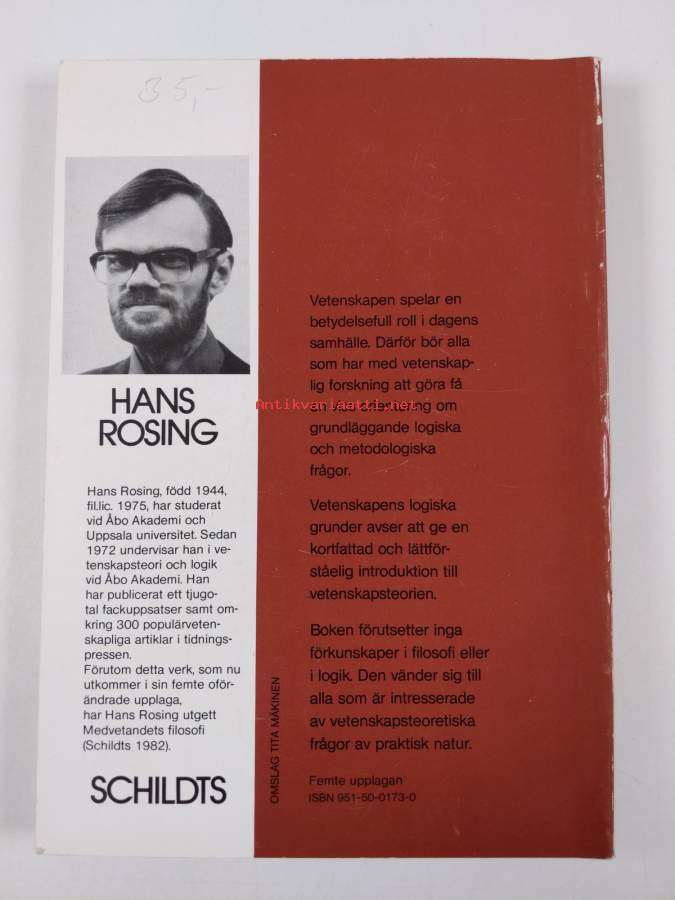 35,-
HANS
ROSING
Hans Rosing, född 1944,
fil.lic. 1975, har studerat
vid Åbo Akademi och
Uppsala universitet. Sedan
1972 undervisar han i ve-
tenskapsteori och logik
vid Åbo Akademi. Han
har publicerat ett tjugo-
tal fackuppsatser samt om-
kring 300 populärveten-
skapliga artiklar i tidnings-
pressen.
Förutom detta verk, som nu
utkommer i sin femte oför-
ändrade upplaga,
har Hans Rosing utgett
Medvetandets filosofi
(Schildts 1982).
SCHILDTS
OMSLAG TITA MÄKINEN
Vetenskapen spelar en
betydelsefull roll i dagens
samhälle. Därför bör alla
som har med vetenskap-
lig forskning att göra få
Antikvariaatti.net
om
grundläggande logiska
och metodologiska
frågor.
Vetenskapens logiska
grunder avser att ge en
kortfattad och lättför-
ståelig introduktion till
vetenskapsteorien.
Boken förutsetter inga
förkunskaper i filosofi eller
i logik. Den vänder sig till
alla som är intresserade
av vetenskapsteoretiska
frågor av praktisk natur.
Femte upplagan
ISBN 951-50-0173-0